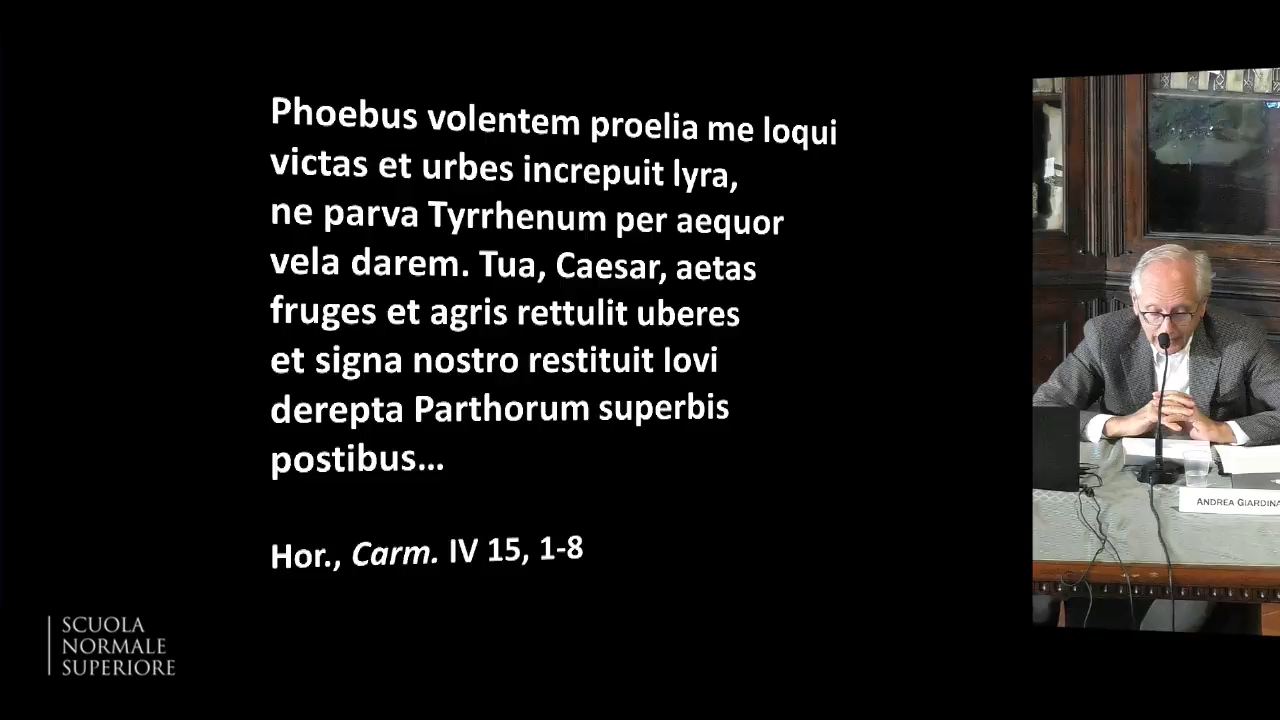 Phoebus volentem proelia me loqui
victas et urbes increpuit lyra,
ne parva Tyrrhenum per aequor
vela darem. Tua, Caesar, aetas
fruges et agris rettulit uberes
et signa nostro restituit Iovi
derepta Parthorum superbis
postibus...
Hor., Carm. IV 15, 1-8
SCUOLA
NORMALE
SUPERIORE
ANDREA GIARDINA